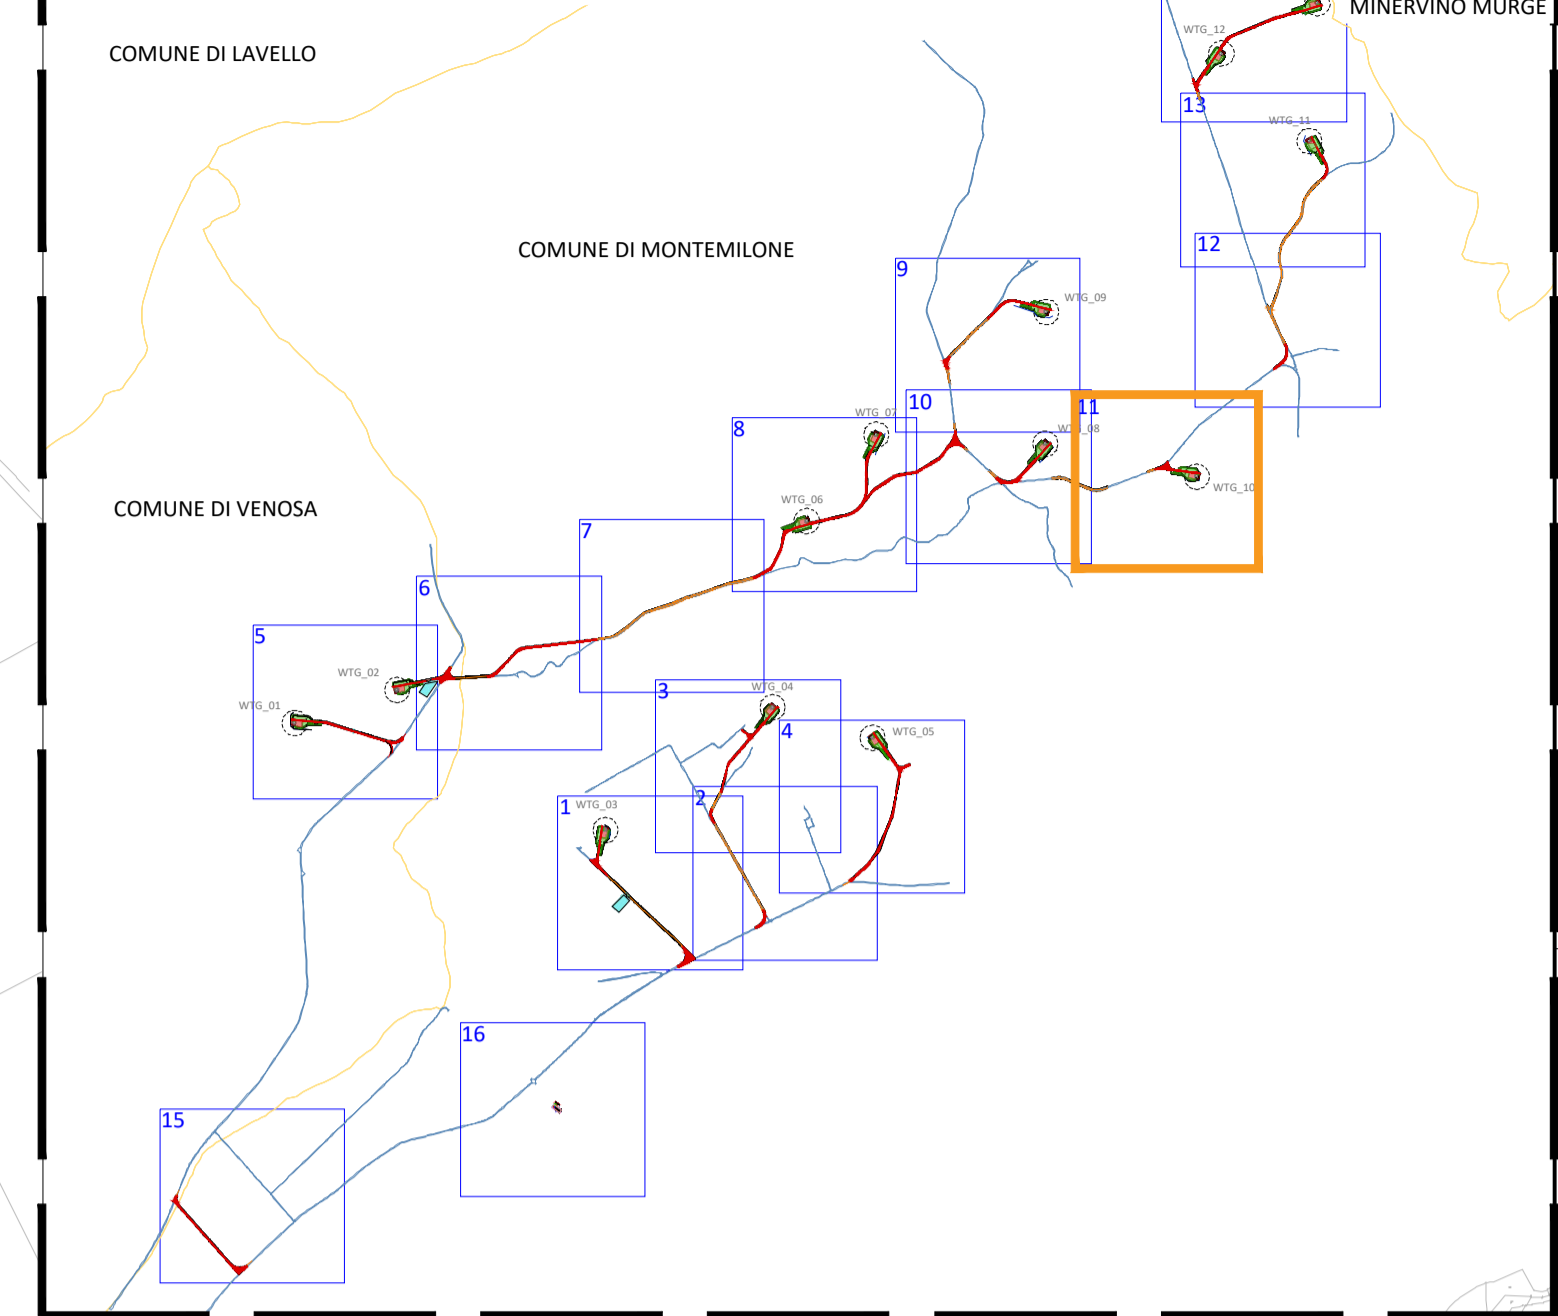 MINERVINO MURGE
WTG_12
COMUNE DI LAVELLO
13
WTG_11
12
COMUNE DI MONTEMILONE
9
WTG_09
10
11
WTG_07
8
WTG_08
WTG_10
WTG_06
COMUNE DI VENOSA
7
6
5
WTG_02
WTG_01
3
WTG_04
4
WTG_05
2
1
WTG_03
16
15